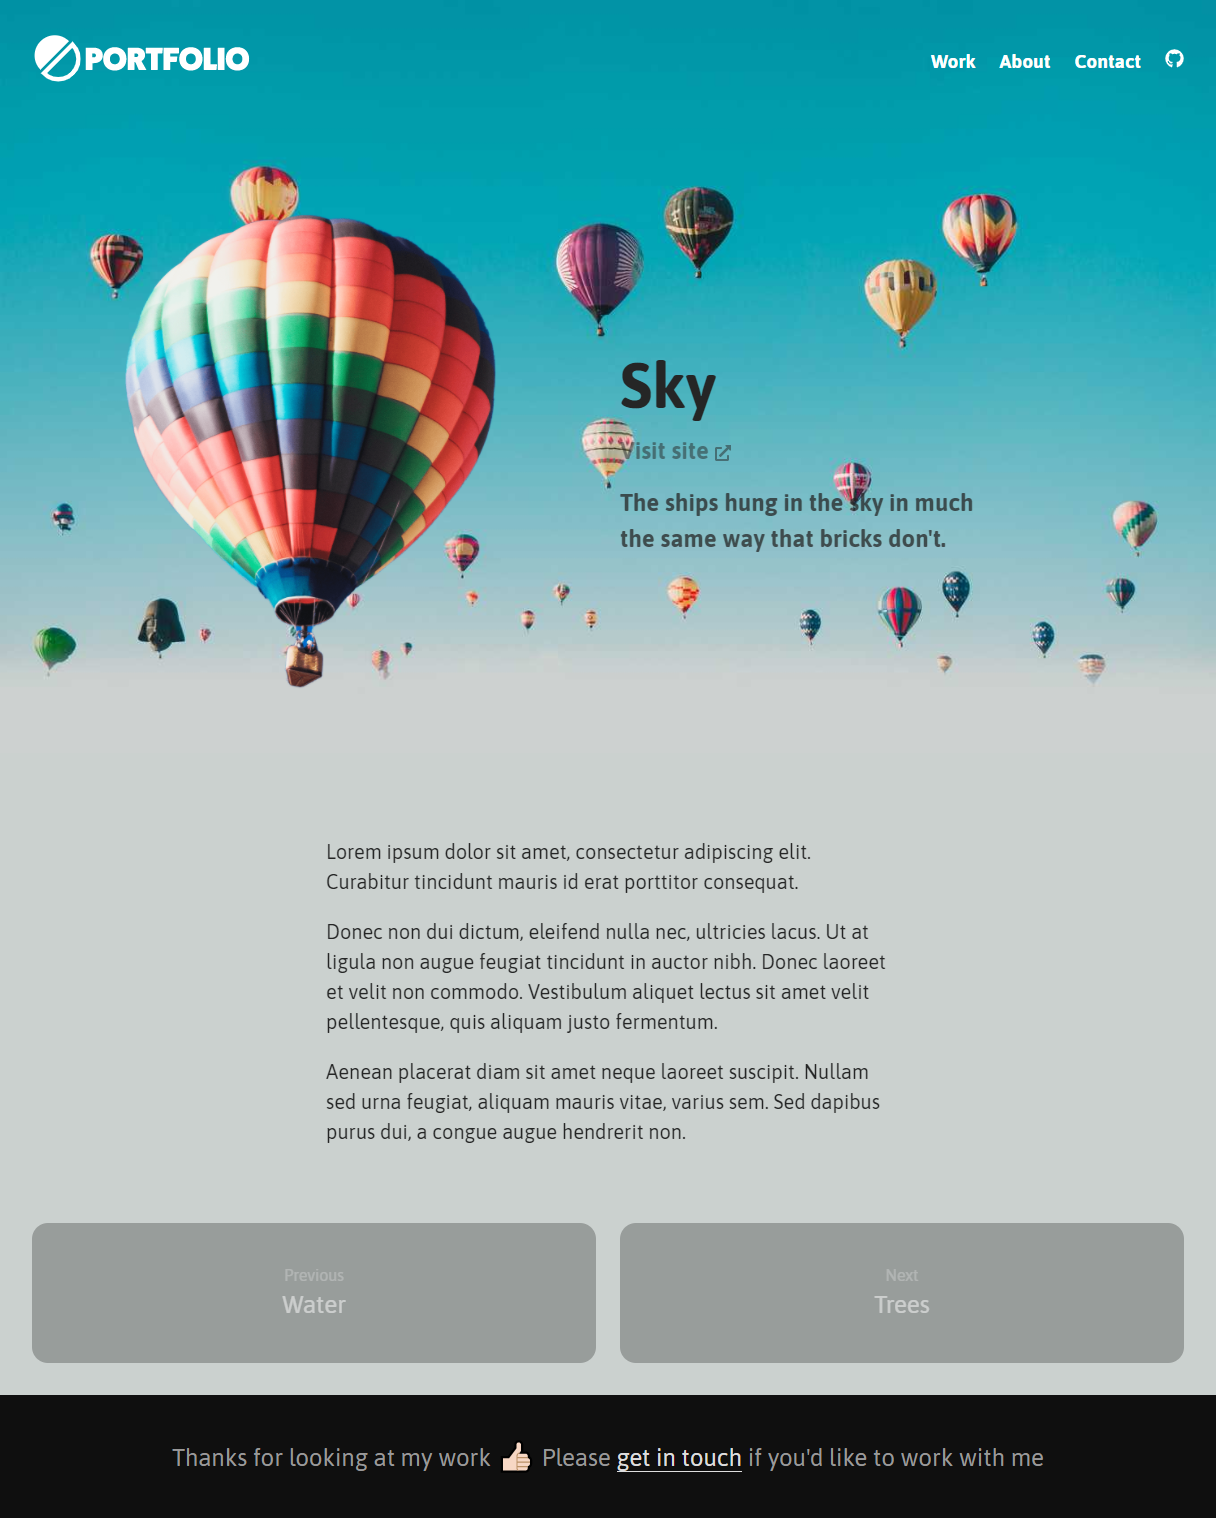 PORTFOLIO
Work About Contact
Sky
Visit site
The ships hung in the sky in much
the same way that bricks don't.
Lorem ipsum dolor sit amet, consectetur adipiscing elit.
Curabitur tincidunt mauris id erat porttitor consequat.
Donec non dui dictum, eleifend nulla nec, ultricies lacus. Ut at
ligula non augue feugiat tincidunt in auctor nibh. Donec laoreet
et velit non commodo. Vestibulum aliquet lectus sit amet velit
pellentesque, quis aliquam justo fermentum.
Aenean placerat diam sit amet neque laoreet suscipit. Nullam
sed urna feugiat, aliquam mauris vitae, varius sem. Sed dapibus
purus dui, a congue augue hendrerit non.
Previous
Water
Next
Trees
Thanks for looking at my work 👍🏻 Please get in touch if you'd like to work with me